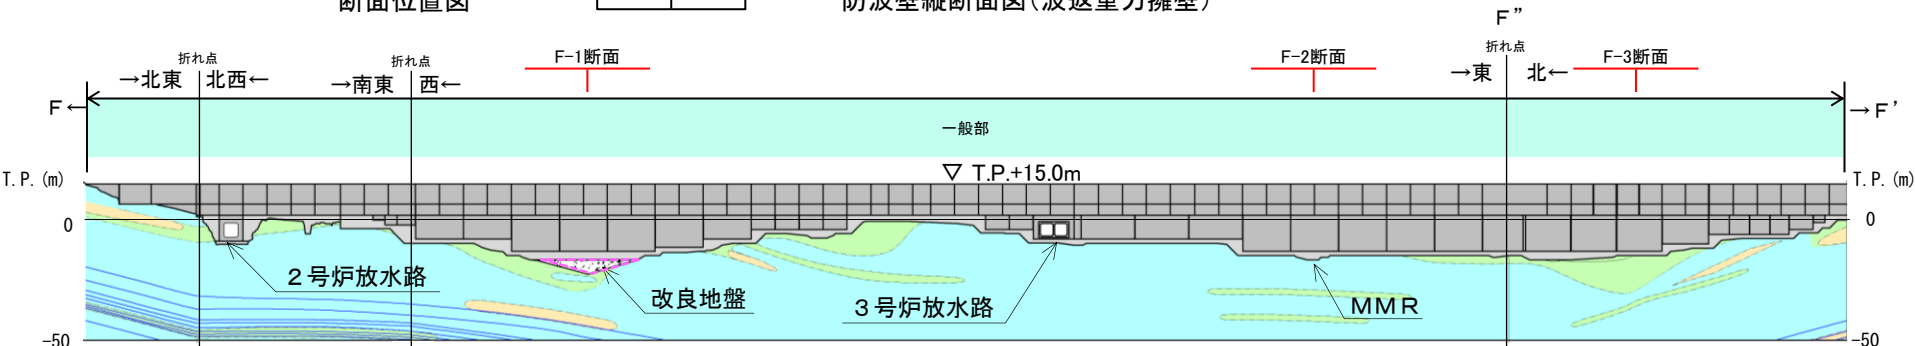 断面位置図
防波壁縦断面図(波返重力擁壁)
F”
折れ点
折れ点
F-1断面
F-2断面
折れ点
F-3断面
→北東
北西←
→南東
西←
→東
北←
F←
→F’
一般部
T.P.(m)
▽ T.P.+15.0m
T.P.(m)
0
0
2号炉放水路
改良地盤
3号炉放水路
MMR
-50
-50